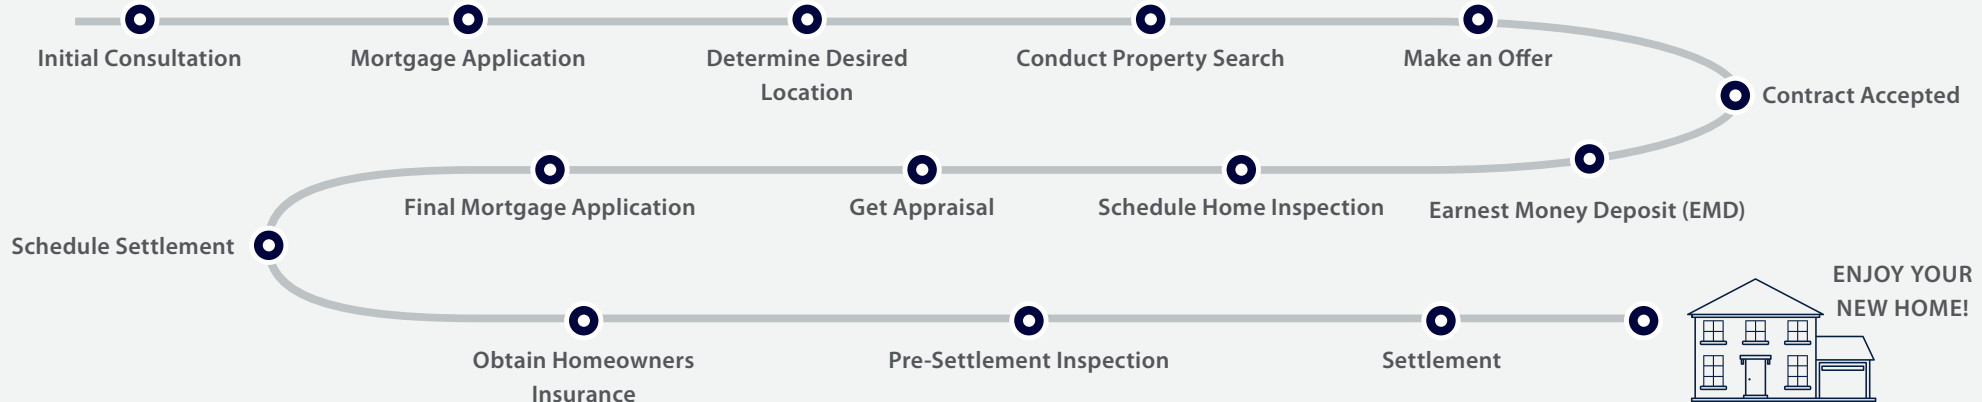 Initial Consultation
Mortgage Application
Determine Desired
Location
Conduct Property Search
Make an Offer
Contract Accepted
Earnest Money Deposit (EMD)
Schedule Home Inspection
Get Appraisal
Final Mortgage Application
Schedule Settlement
Obtain Homeowners
Insurance
Pre-Settlement Inspection
Settlement
ENJOY YOUR
NEW HOME!